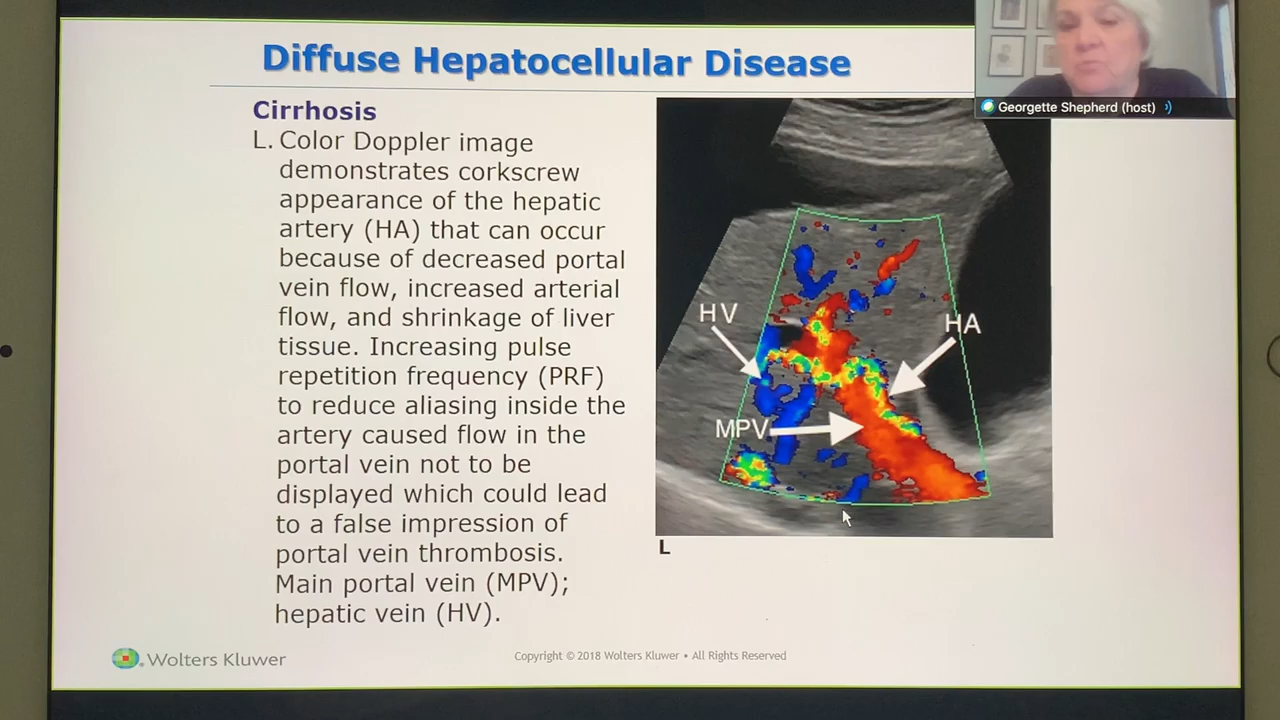 Diffuse Hepatocellular Disease
Georgette Shepherd (host)
Cirrhosis
L. Color Doppler image
demonstrates corkscrew
appearance of the hepatic
artery (HA) that can occur
because of decreased portal
vein flow, increased arterial
flow, and shrinkage of liver
tissue. Increasing pulse
repetition frequency (PRF)
to reduce aliasing inside the
artery caused flow in the
portal vein not to be
displayed which could lead
to a false impression of
portal vein thrombosis.
Main portal vein (MPV);
hepatic vein (HV).
HV
HA
MPV
L
Wolters Kluwer
Copyright © 2018 Wolters Kluwer • All Rights Reserved